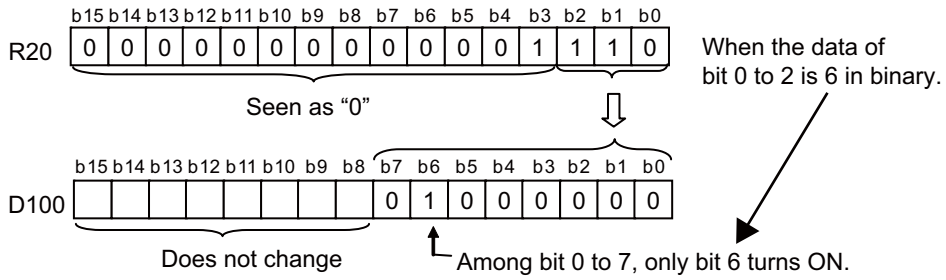 b15 b14 b13 b12 b11 b10 b9 b8 b7 b6 b5 b4 b3 b2 b1 b0
R20 0 0 0 0 0 0 0 0 0 0 0 0 1 1 1 0
When the data of
bit 0 to 2 is 6 in binary.
Seen as “0”
b15 b14 b13 b12 b11 b10 b9 b8 b7 b6 b5 b4 b3 b2 b1 b0
D100 0 1 0 0 0 0 0 0
Does not change
Among bit 0 to 7, only bit 6 turns ON.